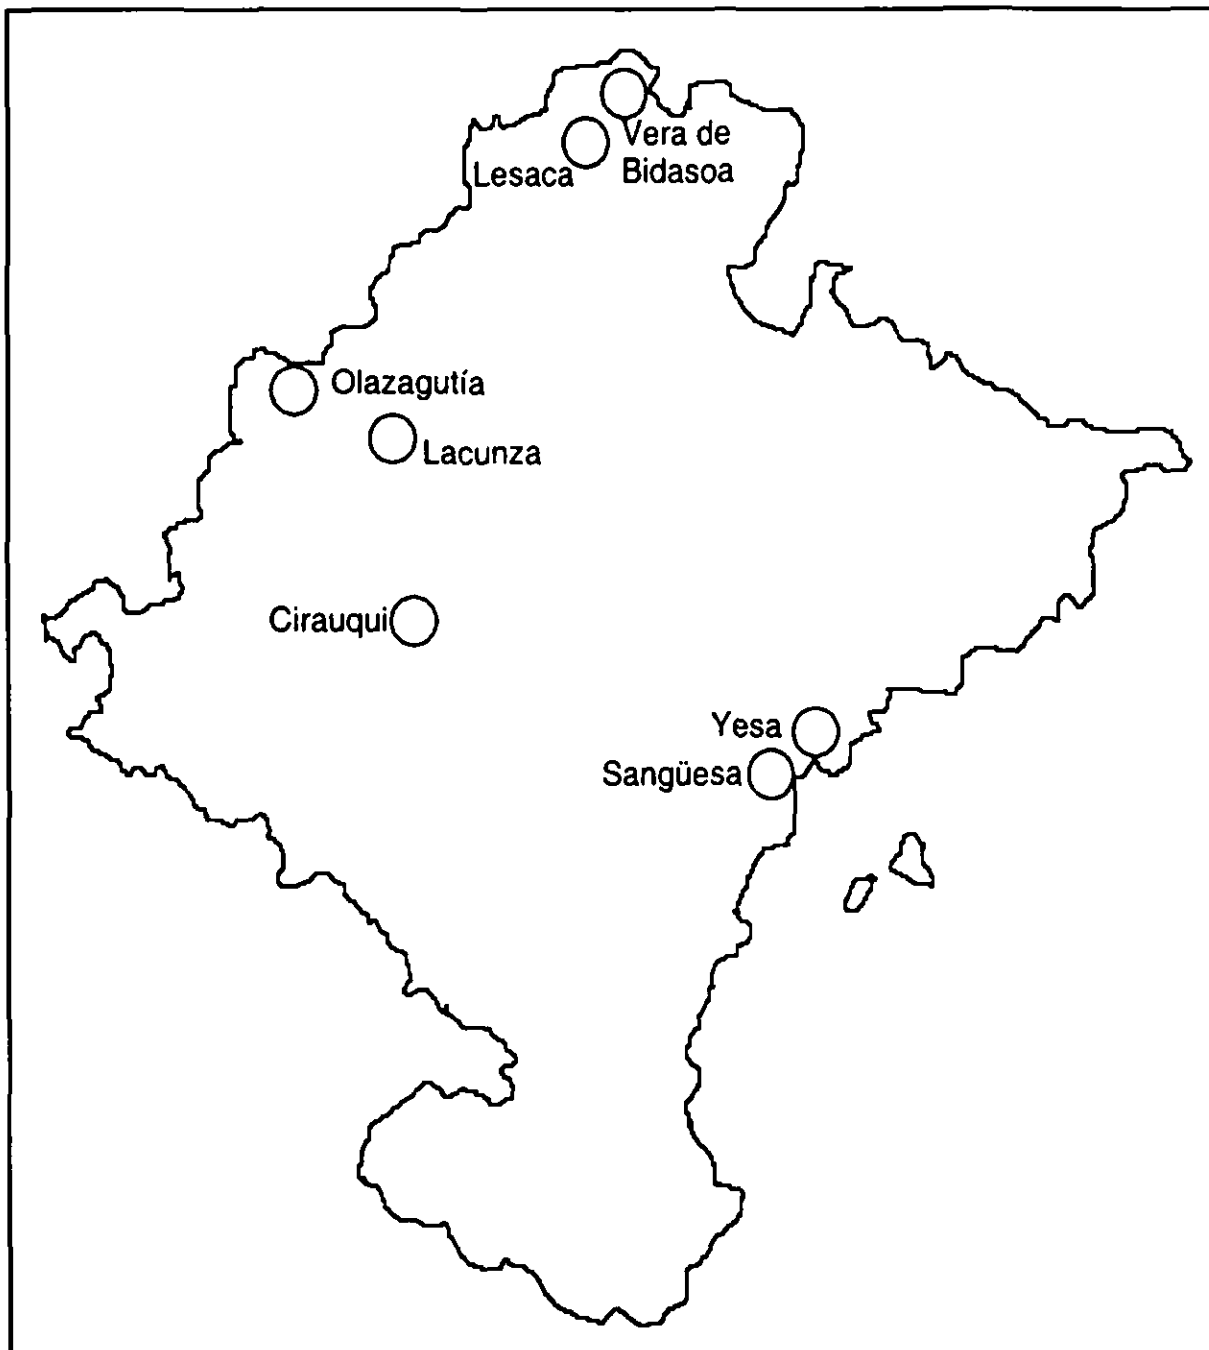 Vera de
Bidasoa
Lesaca
Olazagutía
Lacunza
Cirauqui
Yesa
Sangüesa